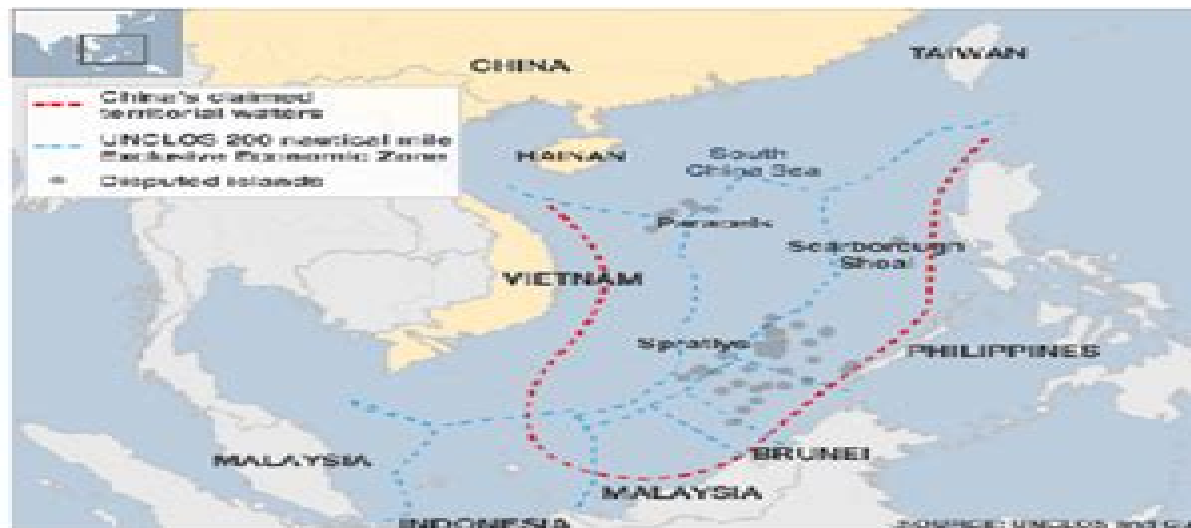 CHINA
TAIWAN
China's claimed
territorial waters
UNCLOS 200 nautical mile
Exclusive Economic Zone
Disputed islands
HAINAN
South
China Sea
Paracels
Scarborough
Shoal
VIETNAM
Spratlys
PHILIPPINES
MALAYSIA
BRUNEI
MALAYSIA
INDONESIA
SOURCE: UNCLOS